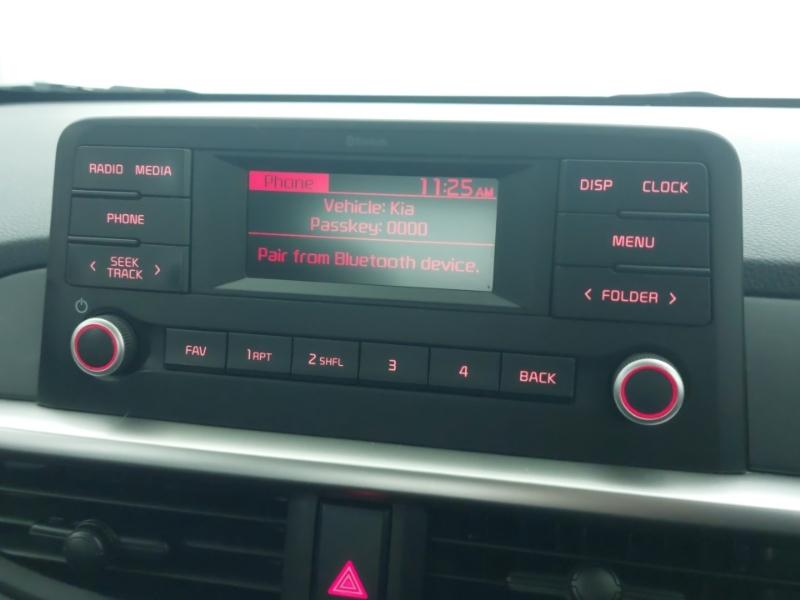 Bluetooth
RADIO MEDIA
PHONE
< SEEK TRACK >
Phone 11:25 AM
Vehicle: Kia
Passkey: 0000
Pair from Bluetooth device.
DISP CLOCK
MENU
< FOLDER >
FAV
1 RPT
2 SHFL
3
4
BACK